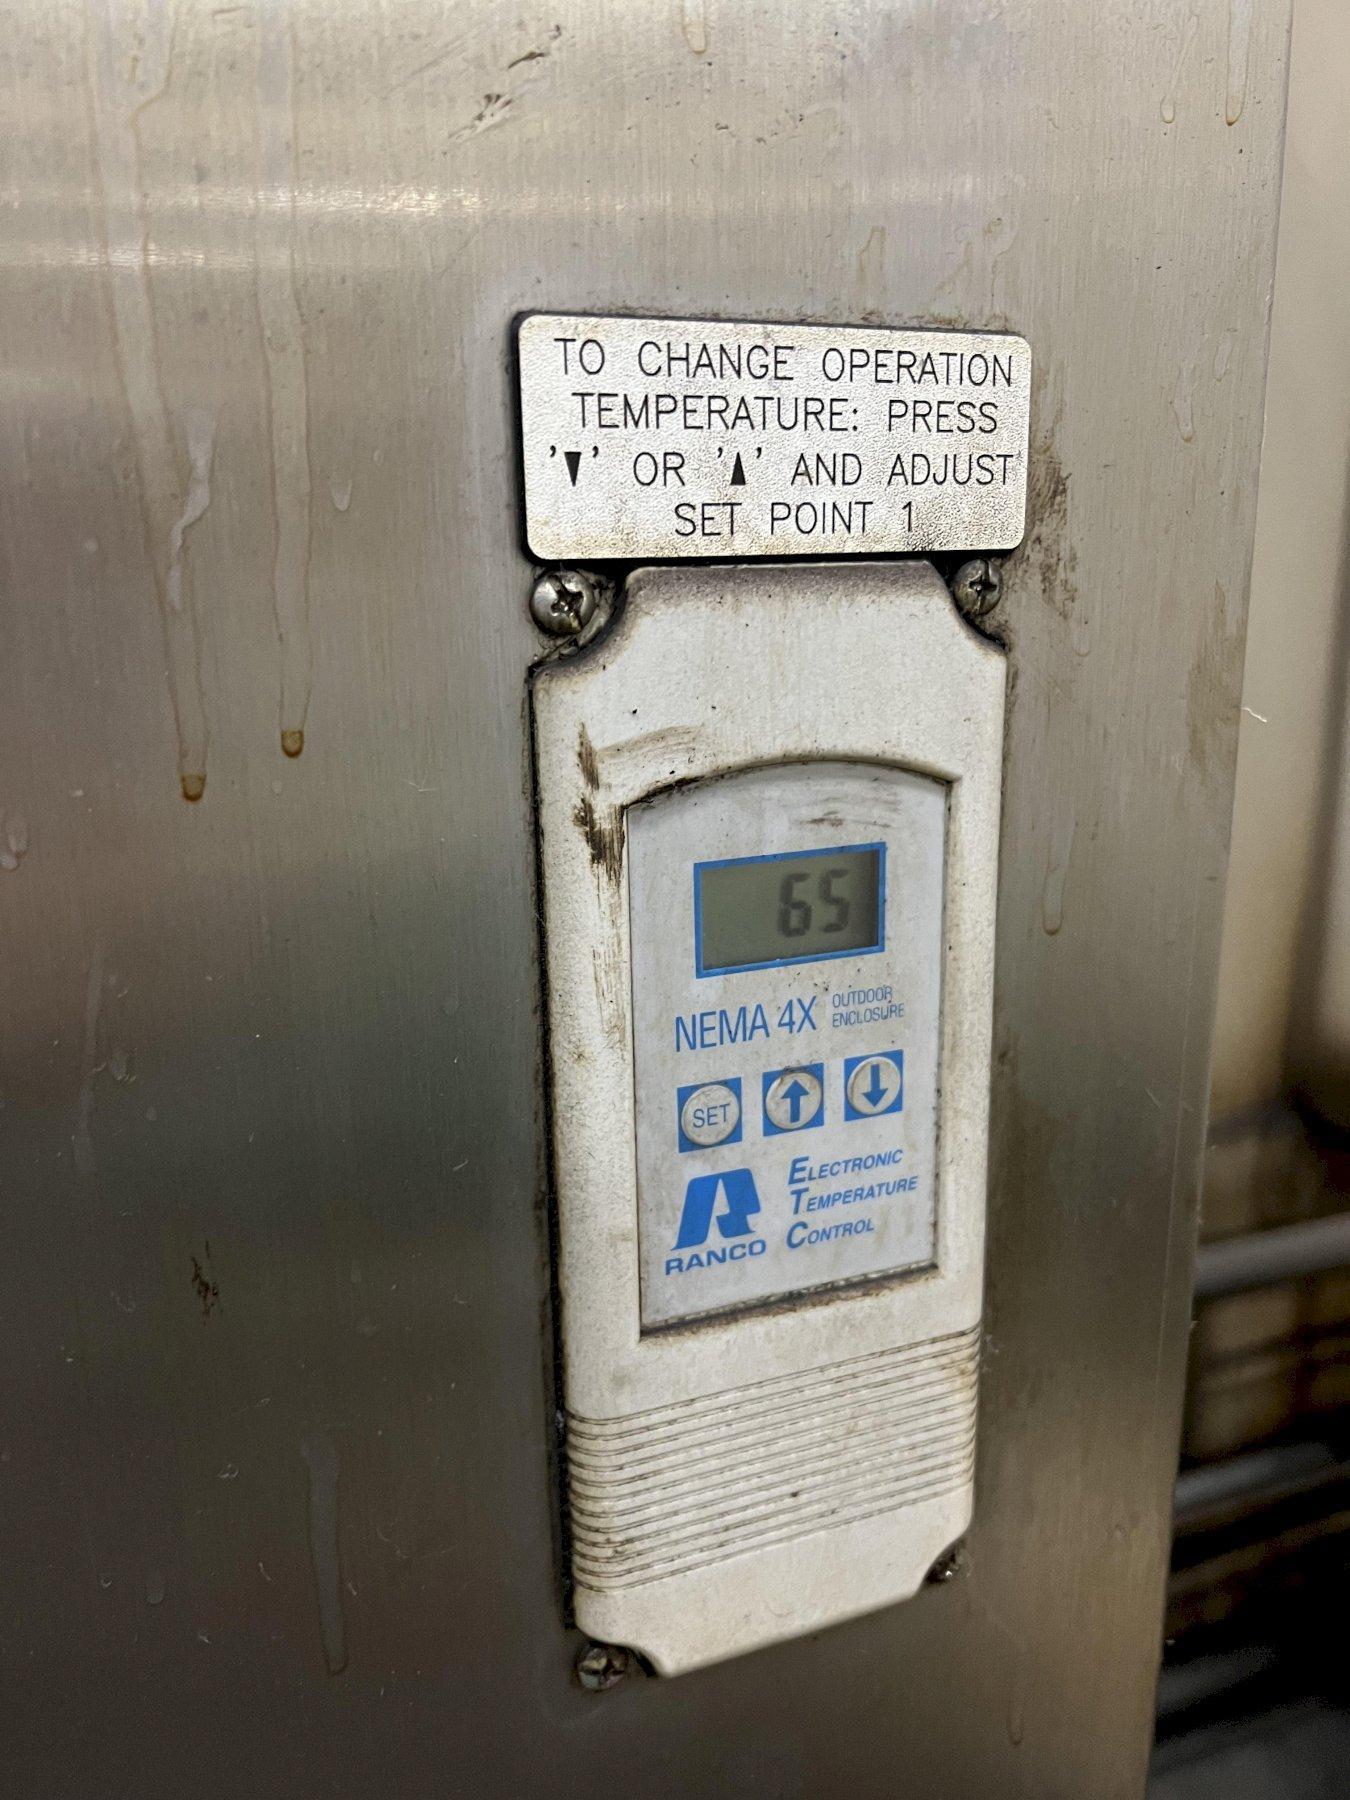 TO CHANGE OPERATION
TEMPERATURE: PRESS
'▼' OR '▲' AND ADJUST
SET POINT 1
65
NEMA 4X OUTDOOR
ENCLOSURE
SET
RANCO
ELECTRONIC
TEMPERATURE
CONTROL